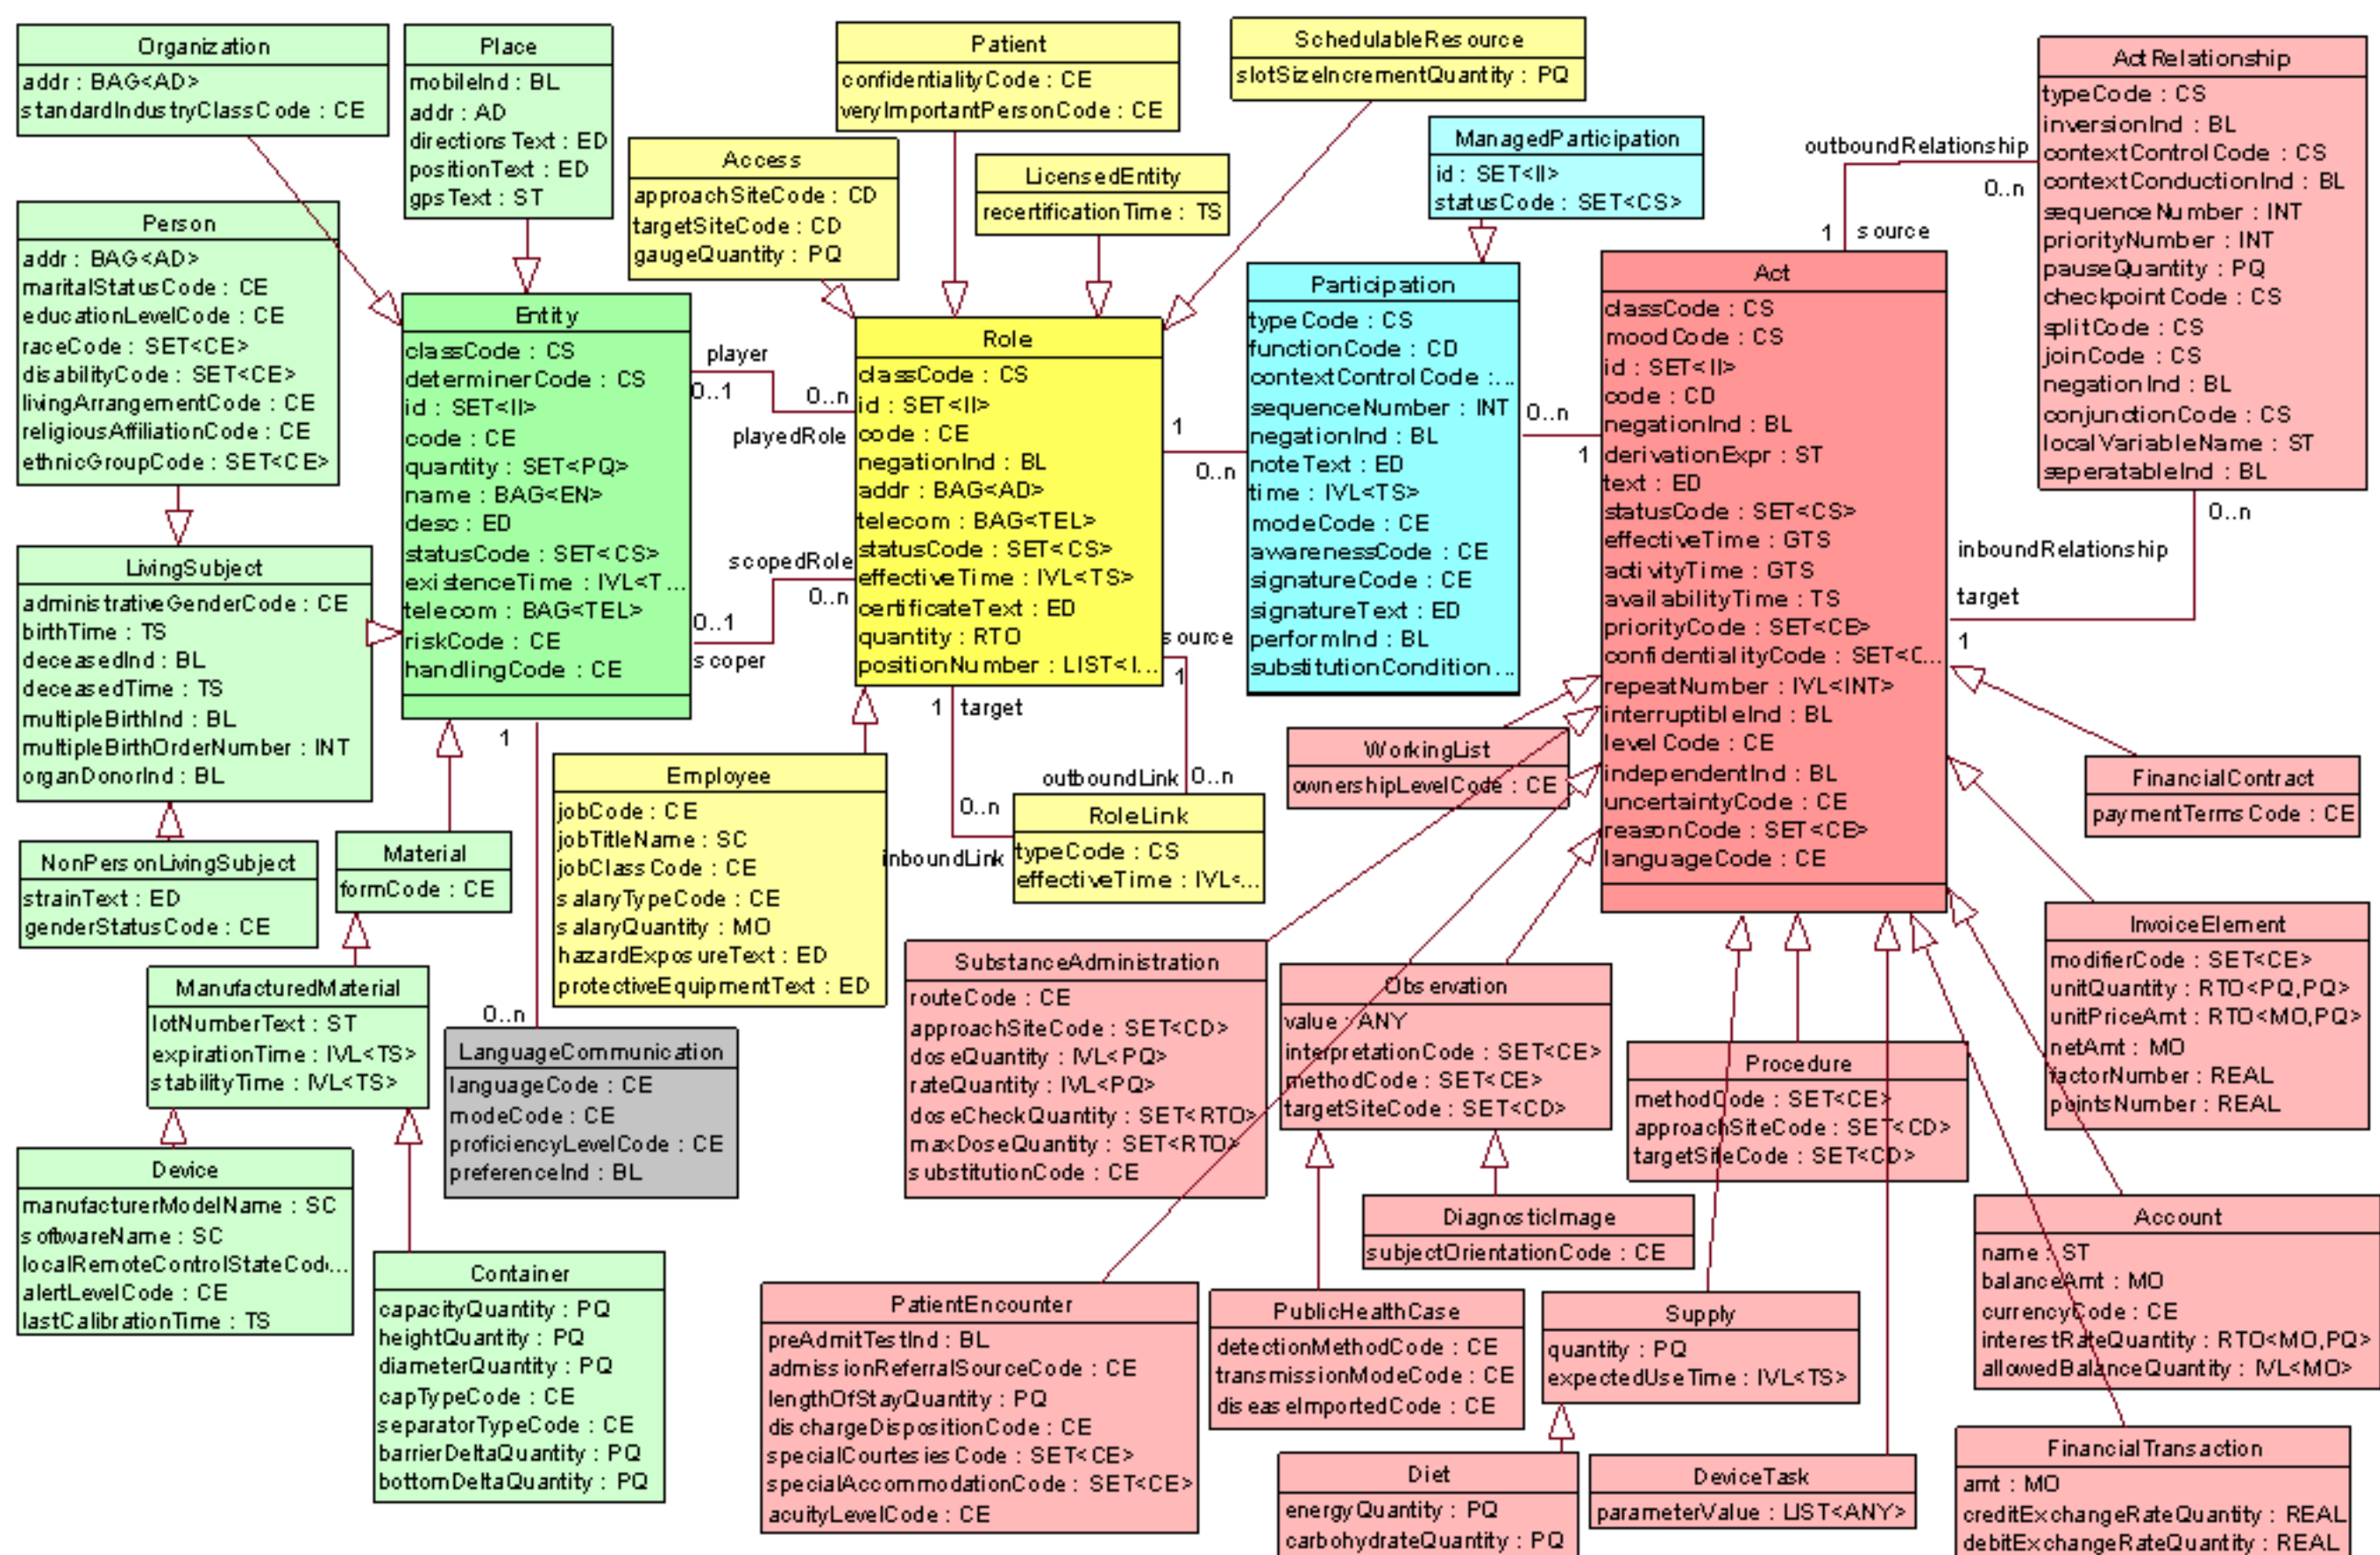 Organization
addr : BAG<AD>
standardIndustryClassCode : CE
Place
mobileInd : BL
addr : AD
directionsText : ED
positionText : ED
gpsText : ST
Patient
confidentialityCode : CE
veryImportantPersonCode : CE
SchedulableResource
slotSizeIncrementQuantity : PQ
Access
approachSiteCode : CD
targetSiteCode : CD
gaugeQuantity : PQ
LicensedEntity
recertificationTime : TS
ManagedParticipation
id : SET<II>
statusCode : SET<CS>
ActRelationship
typeCode : CS
inversionInd : BL
contextControlCode : CS
contextConductionInd : BL
sequenceNumber : INT
priorityNumber : INT
pauseQuantity : PQ
checkpointCode : CS
splitCode : CS
joinCode : CS
negationInd : BL
conjunctionCode : CS
localVariableName : ST
seperatableInd : BL
outboundRelationship
0..n
1 source
0..n
inboundRelationship
target
1
Person
addr : BAG<AD>
maritalStatusCode : CE
educationLevelCode : CE
raceCode : SET<CE>
disabilityCode : SET<CE>
livingArrangementCode : CE
religiousAffiliationCode : CE
ethnicGroupCode : SET<CE>
Entity
classCode : CS
determinerCode : CS
id : SET<II>
code : CE
quantity : SET<PQ>
name : BAG<EN>
desc : ED
statusCode : SET<CS>
existenceTime : IVL<T...
telecom : BAG<TEL>
riskCode : CE
handlingCode : CE
player
0..1
0..n
playedRole
scopedRole
0..n
0..1
scoper
Role
classCode : CS
id : SET<II>
code : CE
negationInd : BL
addr : BAG<AD>
telecom : BAG<TEL>
statusCode : SET<CS>
effectiveTime : IVL<TS>
certificateText : ED
quantity : RTO
positionNumber : LIST<I...
1
0..n
source
1
1 target
outboundLink
0..n
0..n
inboundLink
Participation
typeCode : CS
functionCode : CD
contextControlCode :...
sequenceNumber : INT
negationInd : BL
noteText : ED
time : IVL<TS>
modeCode : CE
awarenessCode : CE
signatureCode : CE
signatureText : ED
performInd : BL
substitutionCondition...
0..n
1
Act
classCode : CS
moodCode : CS
id : SET<II>
code : CD
negationInd : BL
derivationExpr : ST
text : ED
statusCode : SET<CS>
effectiveTime : GTS
activityTime : GTS
availabilityTime : TS
priorityCode : SET<CE>
confidentialityCode : SET<C...
repeatNumber : IVL<INT>
interruptibleInd : BL
levelCode : CE
independentInd : BL
uncertaintyCode : CE
reasonCode : SET<CE>
languageCode : CE
LivingSubject
administrativeGenderCode : CE
birthTime : TS
deceasedInd : BL
deceasedTime : TS
multipleBirthInd : BL
multipleBirthOrderNumber : INT
organDonorInd : BL
NonPersonLivingSubject
strainText : ED
genderStatusCode : CE
Material
formCode : CE
1
0..n
Employee
jobCode : CE
jobTitleName : SC
jobClassCode : CE
salaryTypeCode : CE
salaryQuantity : MO
hazardExposureText : ED
protectiveEquipmentText : ED
RoleLink
typeCode : CS
effectiveTime : IVL<...
WorkingList
ownershipLevelCode : CE
FinancialContract
paymentTermsCode : CE
ManufacturedMaterial
lotNumberText : ST
expirationTime : IVL<TS>
stabilityTime : IVL<TS>
LanguageCommunication
languageCode : CE
modeCode : CE
proficiencyLevelCode : CE
preferenceInd : BL
SubstanceAdministration
routeCode : CE
approachSiteCode : SET<CD>
doseQuantity : IVL<PQ>
rateQuantity : IVL<PQ>
doseCheckQuantity : SET<RTO>
maxDoseQuantity : SET<RTO>
substitutionCode : CE
Observation
value : ANY
interpretationCode : SET<CE>
methodCode : SET<CE>
targetSiteCode : SET<CD>
Procedure
methodCode : SET<CE>
approachSiteCode : SET<CD>
targetSiteCode : SET<CD>
InvoiceElement
modifierCode : SET<CE>
unitQuantity : RTO<PQ,PQ>
unitPriceAmt : RTO<MO,PQ>
netAmt : MO
factorNumber : REAL
pointsNumber : REAL
Device
manufacturerModelName : SC
softwareName : SC
localRemoteControlStateCod...
alertLevelCode : CE
lastCalibrationTime : TS
Container
capacityQuantity : PQ
heightQuantity : PQ
diameterQuantity : PQ
capTypeCode : CE
separatorTypeCode : CE
barrierDeltaQuantity : PQ
bottomDeltaQuantity : PQ
DiagnosticImage
subjectOrientationCode : CE
PatientEncounter
preAdmitTestInd : BL
admissionReferralSourceCode : CE
lengthOfStayQuantity : PQ
dischargeDispositionCode : CE
specialCourtesiesCode : SET<CE>
specialAccommodationCode : SET<CE>
acuityLevelCode : CE
PublicHealthCase
detectionMethodCode : CE
transmissionModeCode : CE
diseaseImportedCode : CE
Supply
quantity : PQ
expectedUseTime : IVL<TS>
Account
name : ST
balanceAmt : MO
currencyCode : CE
interestRateQuantity : RTO<MO,PQ>
allowedBalanceQuantity : IVL<MO>
Diet
energyQuantity : PQ
carbohydrateQuantity : PQ
DeviceTask
parameterValue : LIST<ANY>
FinancialTransaction
amt : MO
creditExchangeRateQuantity : REAL
debitExchangeRateQuantity : REAL